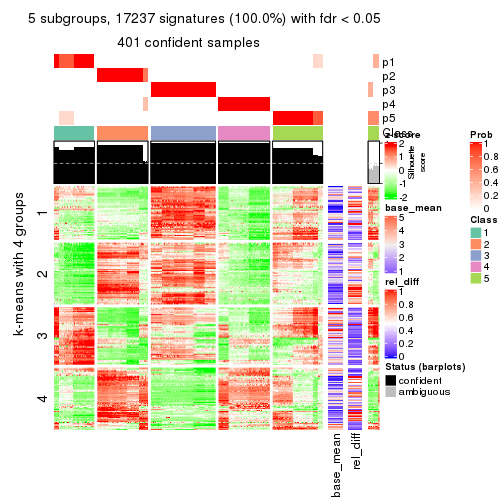 5 subgroups, 17237 signatures (100.0%) with fdr < 0.05
401 confident samples
p1
p2
p3
p4
p5
Class
Silhouette
score
k-means with 4 groups
1
2
3
4
base_mean
rel_diff
z-score
2
1
0
-1
-2
base_mean
5
4
3
2
1
rel_diff
1
0.8
0.6
0.4
0.2
0
Status (barplots)
confident
ambiguous
Prob
1
0.8
0.6
0.4
0.2
0
Class
1
2
3
4
5